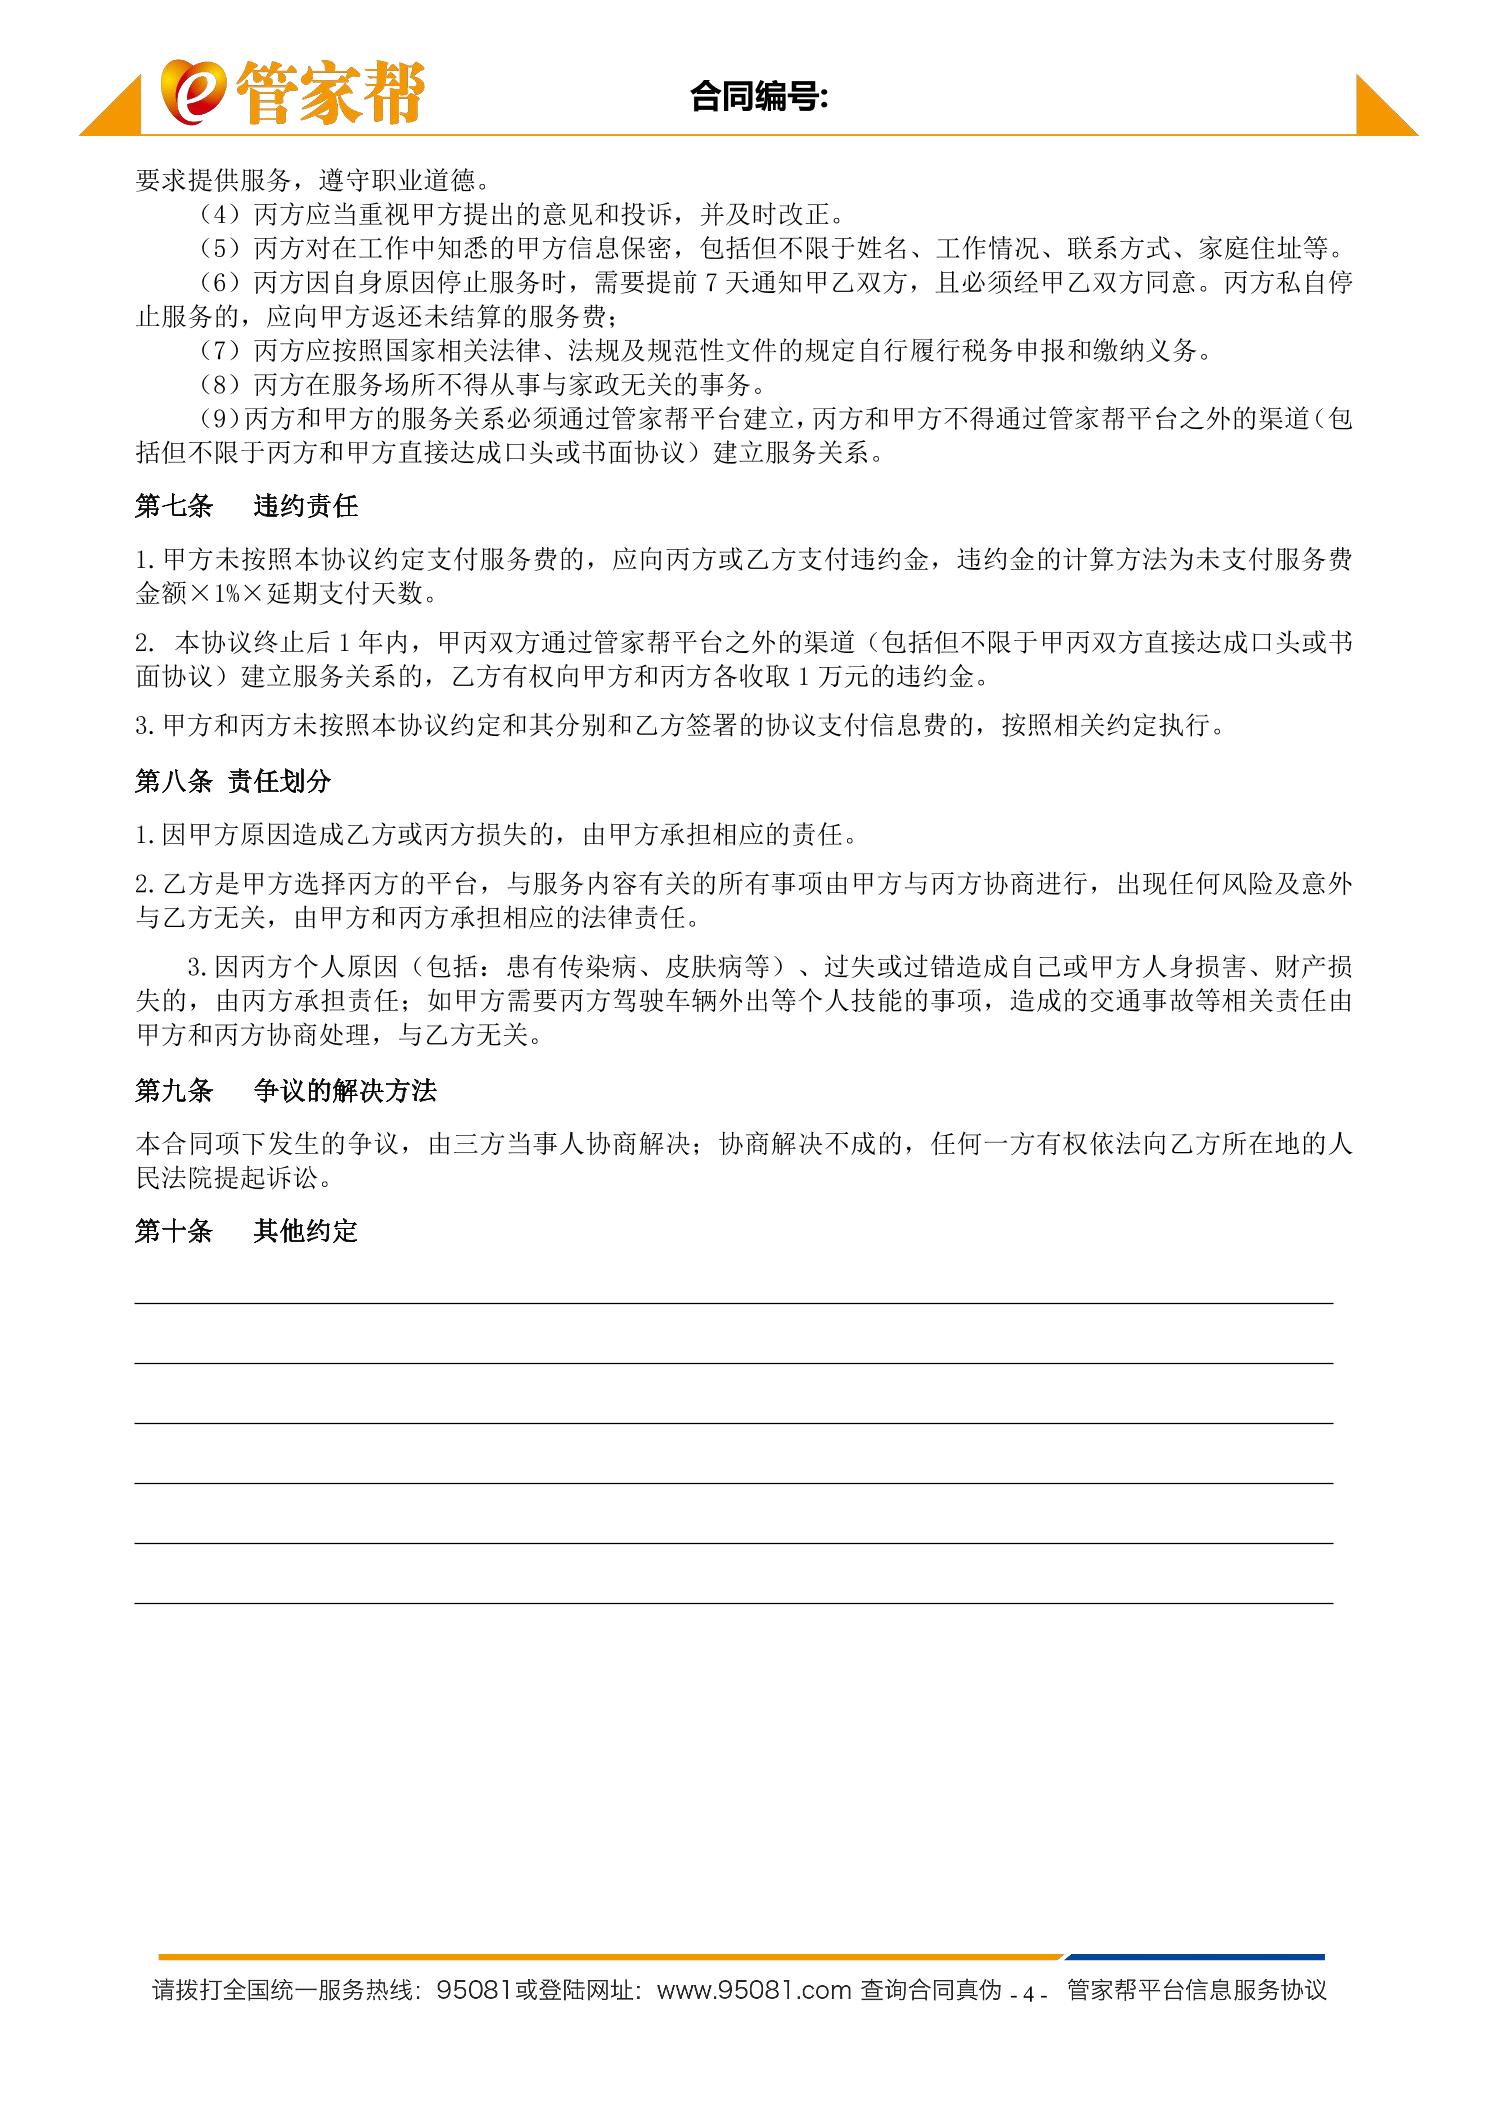 管家帮
合同编号:
要求提供服务，遵守职业道德。
（4）丙方应当重视甲方提出的意见和投诉，并及时改正。
（5）丙方对在工作中知悉的甲方信息保密，包括但不限于姓名、工作情况、联系方式、家庭住址等。
（6）丙方因自身原因停止服务时，需要提前 7 天通知甲乙双方，且必须经甲乙双方同意。丙方私自停
止服务的，应向甲方返还未结算的服务费；
（7）丙方应按照国家相关法律、法规及规范性文件的规定自行履行税务申报和缴纳义务。
（8）丙方在服务场所不得从事与家政无关的事务。
（9）丙方和甲方的服务关系必须通过管家帮平台建立，丙方和甲方不得通过管家帮平台之外的渠道（包
括但不限于丙方和甲方直接达成口头或书面协议）建立服务关系。
第七条 违约责任
1.甲方未按照本协议约定支付服务费的，应向丙方或乙方支付违约金，违约金的计算方法为未支付服务费
金额×1%×延期支付天数。
2. 本协议终止后 1 年内，甲丙双方通过管家帮平台之外的渠道（包括但不限于甲丙双方直接达成口头或书
面协议）建立服务关系的，乙方有权向甲方和丙方各收取 1 万元的违约金。
3.甲方和丙方未按照本协议约定和其分别和乙方签署的协议支付信息费的，按照相关约定执行。
第八条 责任划分
1.因甲方原因造成乙方或丙方损失的，由甲方承担相应的责任。
2.乙方是甲方选择丙方的平台，与服务内容有关的所有事项由甲方与丙方协商进行，出现任何风险及意外
与乙方无关，由甲方和丙方承担相应的法律责任。
3.因丙方个人原因（包括：患有传染病、皮肤病等）、过失或过错造成自己或甲方人身损害、财产损
失的，由丙方承担责任；如甲方需要丙方驾驶车辆外出等个人技能的事项，造成的交通事故等相关责任由
甲方和丙方协商处理，与乙方无关。
第九条 争议的解决方法
本合同项下发生的争议，由三方当事人协商解决；协商解决不成的，任何一方有权依法向乙方所在地的人
民法院提起诉讼。
第十条 其他约定
请拨打全国统一服务热线：95081或登陆网址：www.95081.com 查询合同真伪 - 4 - 管家帮平台信息服务协议